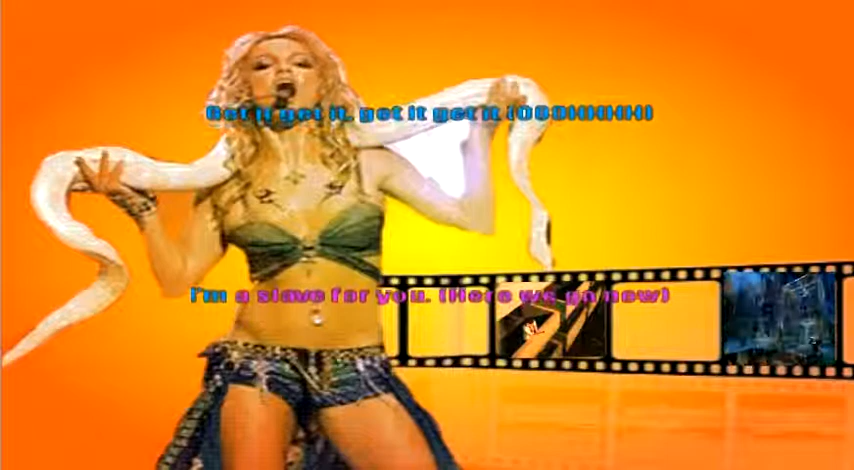 Get it get it, get it get it (OOOHHHHH)
I'm a slave for you. (Here we go now)